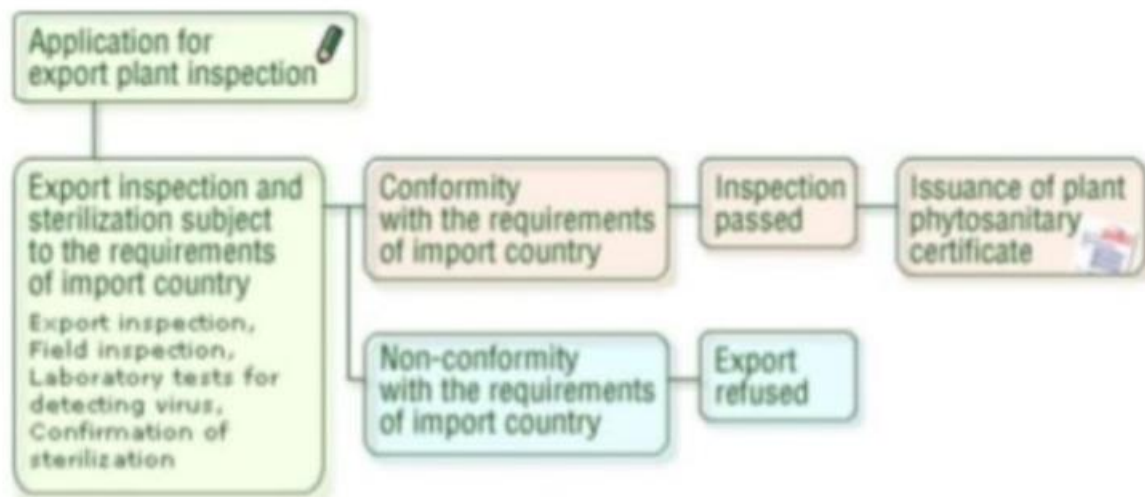 Application for
export plant inspection
Export inspection and
sterilization subject
to the requirements
of import country
Export inspection,
Field inspection,
Laboratory tests for
detecting virus,
Confirmation of
sterilization
Conformity
with the requirements
of import country
Inspection
passed
Issuance of plant
phytosanitary
certificate
Non-conformity
with the requirements
of import country
Export
refused